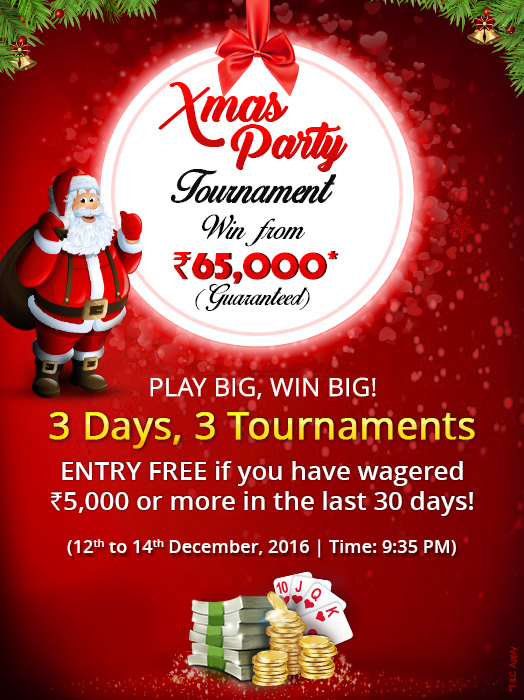 Xmas
Party
Tournament
Win from
₹65,000*
(Guaranteed)
PLAY BIG, WIN BIG!
3 Days, 3 Tournaments
ENTRY FREE if you have wagered
₹5,000 or more in the last 30 days!
(12th to 14th December, 2016 | Time: 9:35 PM)
10 J Q K
*T&C Apply